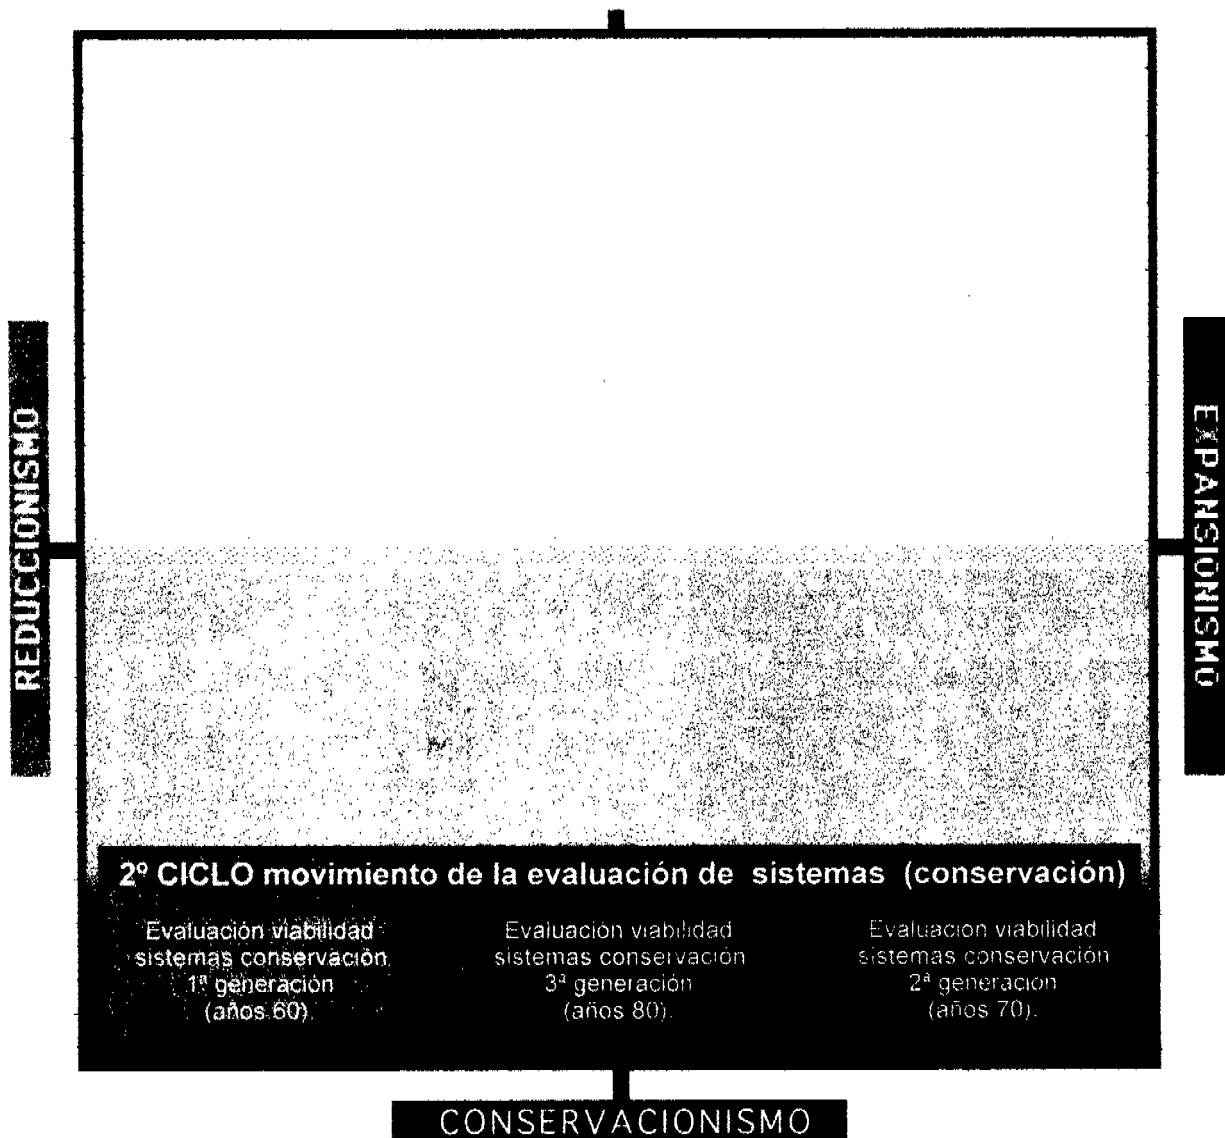 REDUCCIONISMO
EXPANSIONISMO
2º CICLO movimiento de la evaluación de sistemas (conservación)
Evaluación viabilidad
sistemas conservación
1ª generación
(años 60).
Evaluación viabilidad
sistemas conservación
3ª generación
(años 80).
Evaluación viabilidad
sistemas conservación
2ª generación
(años 70).
CONSERVACIONISMO